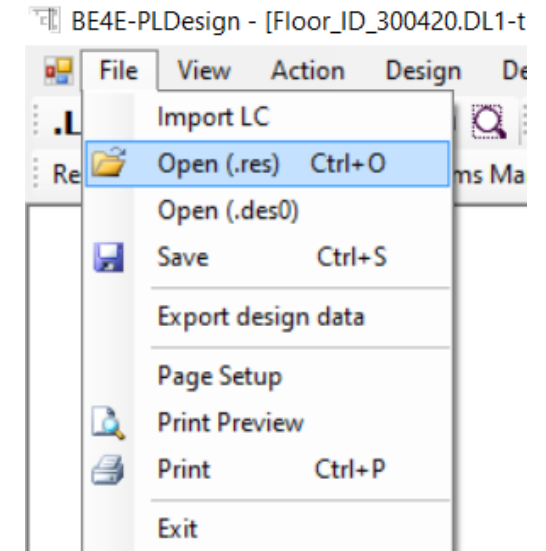 BE4E-PLDesign - [Floor_ID_300420.DL1-t
File View Action Design De
.L
Import LC
Re
Open (.res) Ctrl+O
ms Ma
Open (.des0)
Save Ctrl+S
Export design data
Page Setup
Print Preview
Print Ctrl+P
Exit